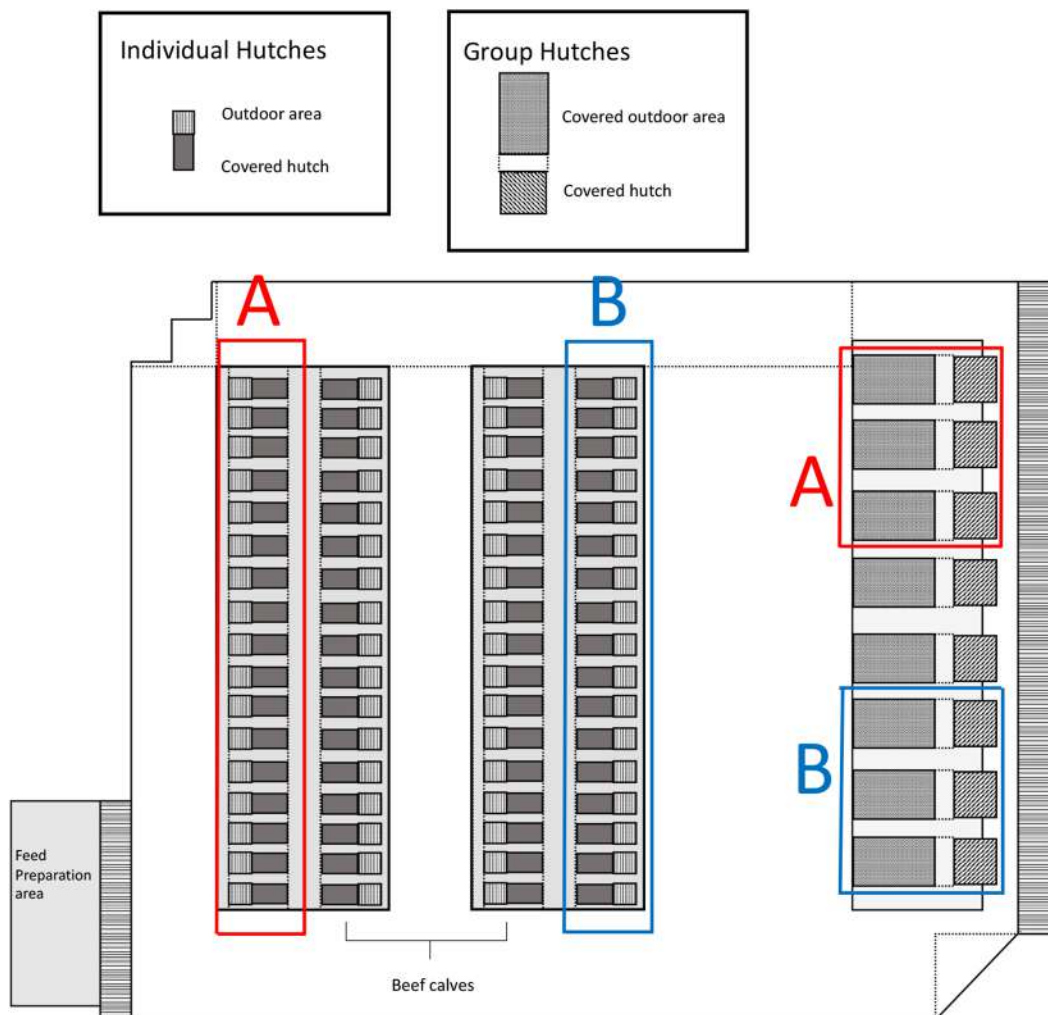 Individual Hutches
Outdoor area
Covered hutch
Group Hutches
Covered outdoor area
Covered hutch
A
B
A
B
Feed
Preparation
area
Beef calves